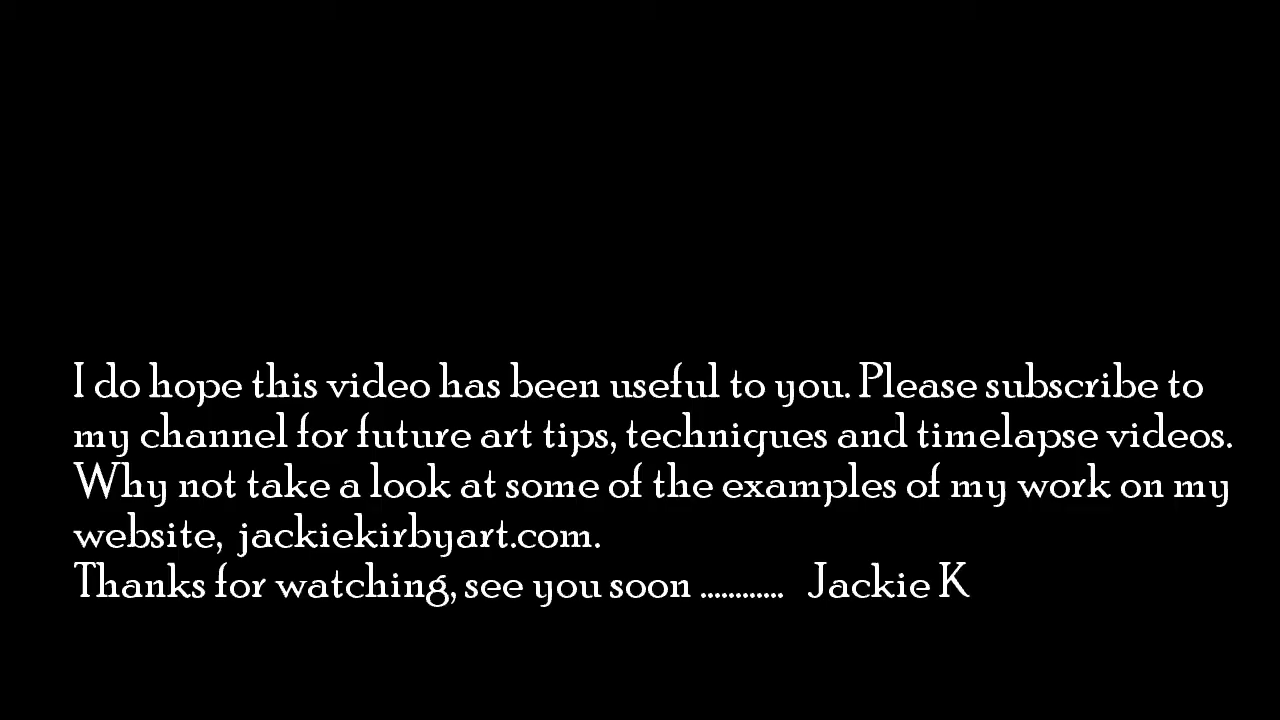 I do hope this video has been useful to you. Please subscribe to
my channel for future art tips, techniques and timelapse videos.
Why not take a look at some of the examples of my work on my
website, jackiekirbyart.com.
Thanks for watching, see you soon ............ Jackie K